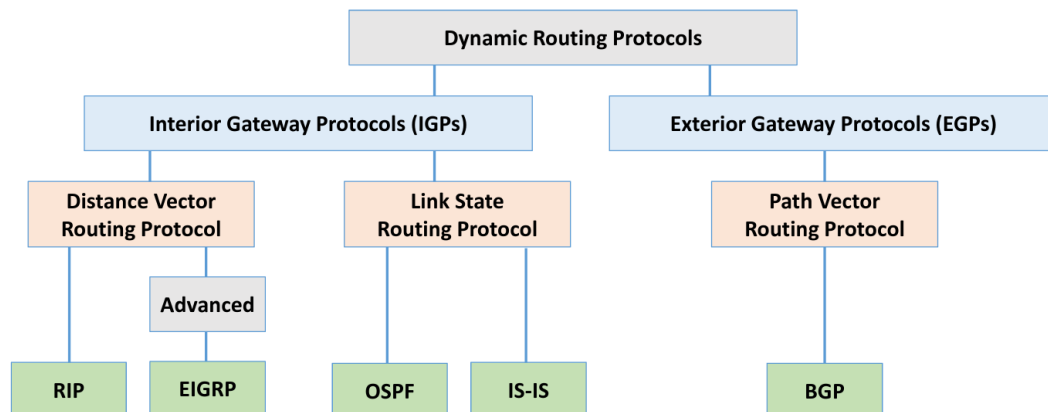 Dynamic Routing Protocols
Interior Gateway Protocols (IGPs)
Exterior Gateway Protocols (EGPs)
Distance Vector
Routing Protocol
Link State
Routing Protocol
Path Vector
Routing Protocol
Advanced
RIP
EIGRP
OSPF
IS-IS
BGP